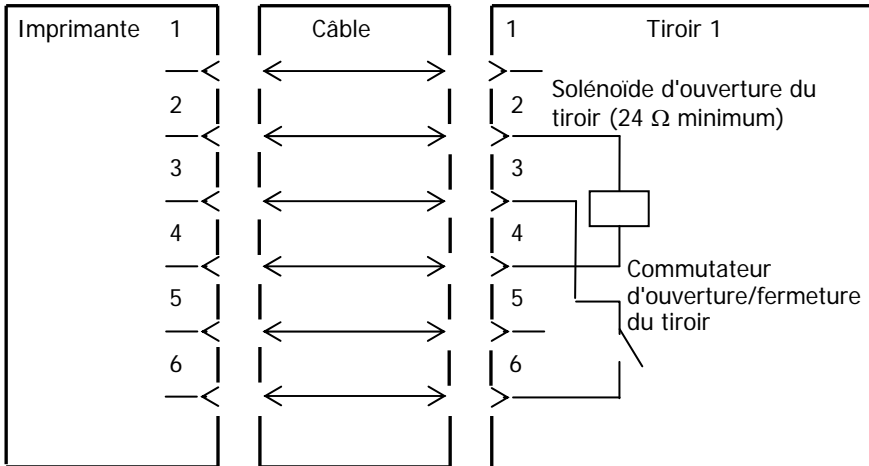 Imprimante 1
Câble
1 Tiroir 1
Solénoïde d'ouverture du
tiroir (24 Ω minimum)
2
2
3
3
4
4
Commutateur
d'ouverture/fermeture
du tiroir
5
5
6
6